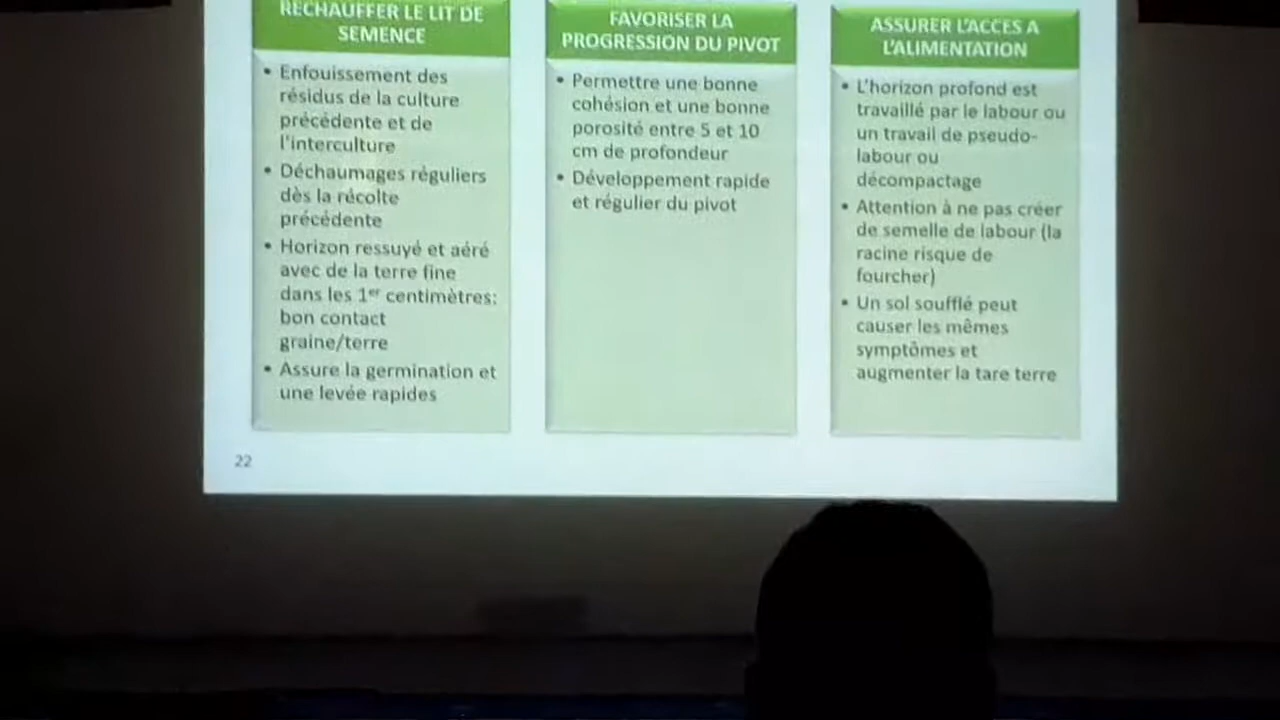 RECHAUFFER LE LIT DE
SEMENCE
• Enfouissement des
résidus de la culture
précédente et de
l'interculture
• Déchaumages réguliers
dès la récolte
précédente
• Horizon ressuyé et aéré
avec de la terre fine
dans les 1er centimètres:
bon contact
graine/terre
• Assure la germination et
une levée rapides
FAVORISER LA
PROGRESSION DU PIVOT
• Permettre une bonne
cohésion et une bonne
porosité entre 5 et 10
cm de profondeur
• Développement rapide
et régulier du pivot
ASSURER L'ACCES A
L'ALIMENTATION
• L'horizon profond est
travaillé par le labour ou
un travail de pseudo-
labour ou
décompactage
• Attention à ne pas créer
de semelle de labour (la
racine risque de
fourcher)
• Un sol soufflé peut
causer les mêmes
symptômes et
augmenter la tare terre
22